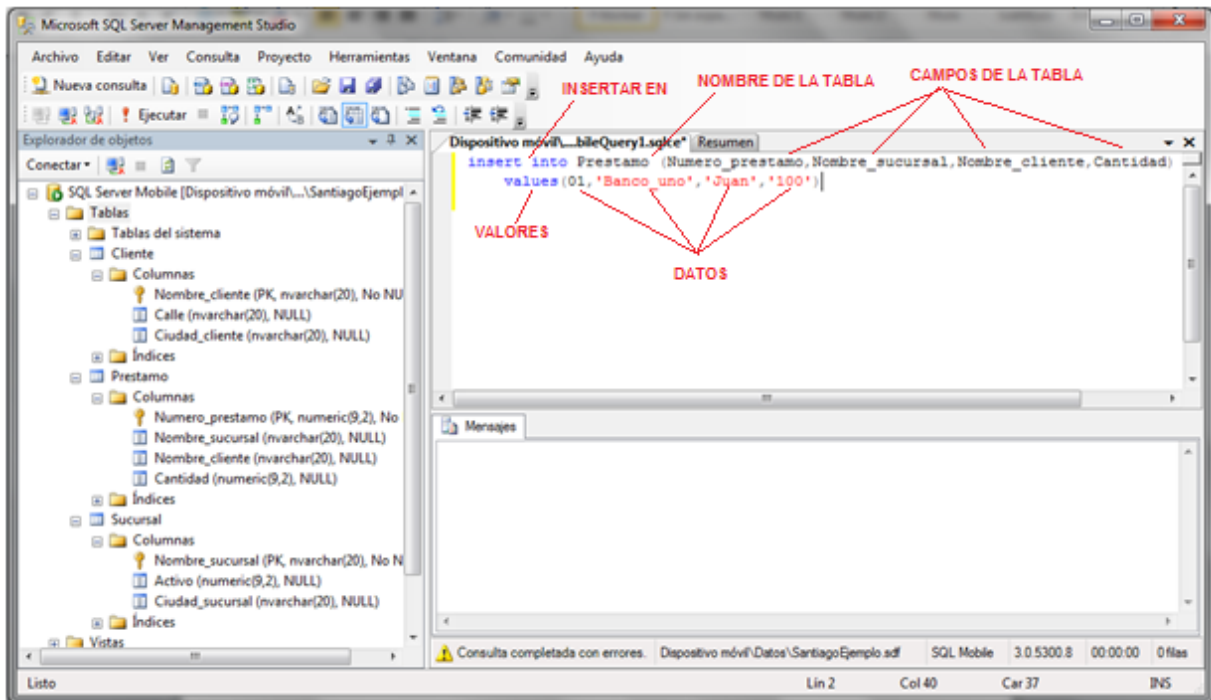 Microsoft SQL Server Management Studio
Archivo Editar Ver Consulta Proyecto Herramientas Ventana Comunidad Ayuda
Nueva consulta
INSERTAR EN
NOMBRE DE LA TABLA
CAMPOS DE LA TABLA
Ejecutar
Explorador de objetos
Conectar
SQL Server Mobile [Dispositivo móvil\...\SantiagoEjempl
Tablas
Tablas del sistema
Cliente
Columnas
Nombre_cliente (PK, nvarchar(20), No NU
Calle (nvarchar(20), NULL)
Ciudad_cliente (nvarchar(20), NULL)
Índices
Prestamo
Columnas
Numero_prestamo (PK, numeric(9,2), No
Nombre_sucursal (nvarchar(20), NULL)
Nombre_cliente (nvarchar(20), NULL)
Cantidad (numeric(9,2), NULL)
Índices
Sucursal
Columnas
Nombre_sucursal (PK, nvarchar(20), No N
Activo (numeric(9,2), NULL)
Ciudad_sucursal (nvarchar(20), NULL)
Índices
Vistas
Dispositivo móvil\...bileQuery1.sqlce* Resumen
insert into Prestamo (Numero_prestamo,Nombre_sucursal,Nombre_cliente,Cantidad)
values(01,'Banco_uno','Juan','100')
VALORES
DATOS
Mensajes
Consulta completada con errores. Dispositivo móvil\Datos\SantiagoEjemplo.sdf SQL Mobile 3.0.5300.8 00:00:00 0 filas
Listo Lín 2 Col 40 Car 37 INS